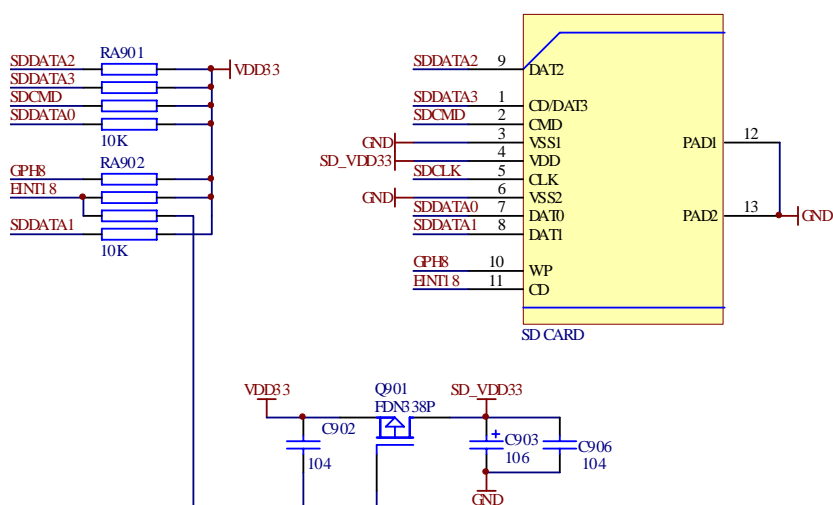 RA901
SDDATA2
VDD33
SDDATA3
SDCMD
SDDATA0
10K
RA902
GPH8
EINT18
SDDATA1
10K
SDDATA2 9 DAT2
SDDATA3 1 CD/DAT3
SDCMD 2 CMD
GND 3 VSS1 PAD1 12
SD_VDD33 4 VDD
SDCLK 5 CLK
GND 6 VSS2
SDDATA0 7 DAT0 PAD2 13 GND
SDDATA1 8 DAT1
GPH8 10 WP
EINT18 11 CD
SD CARD
VDD33
Q901
FDN338P
SD_VDD33
C902
104
C903
106
C906
104
GND